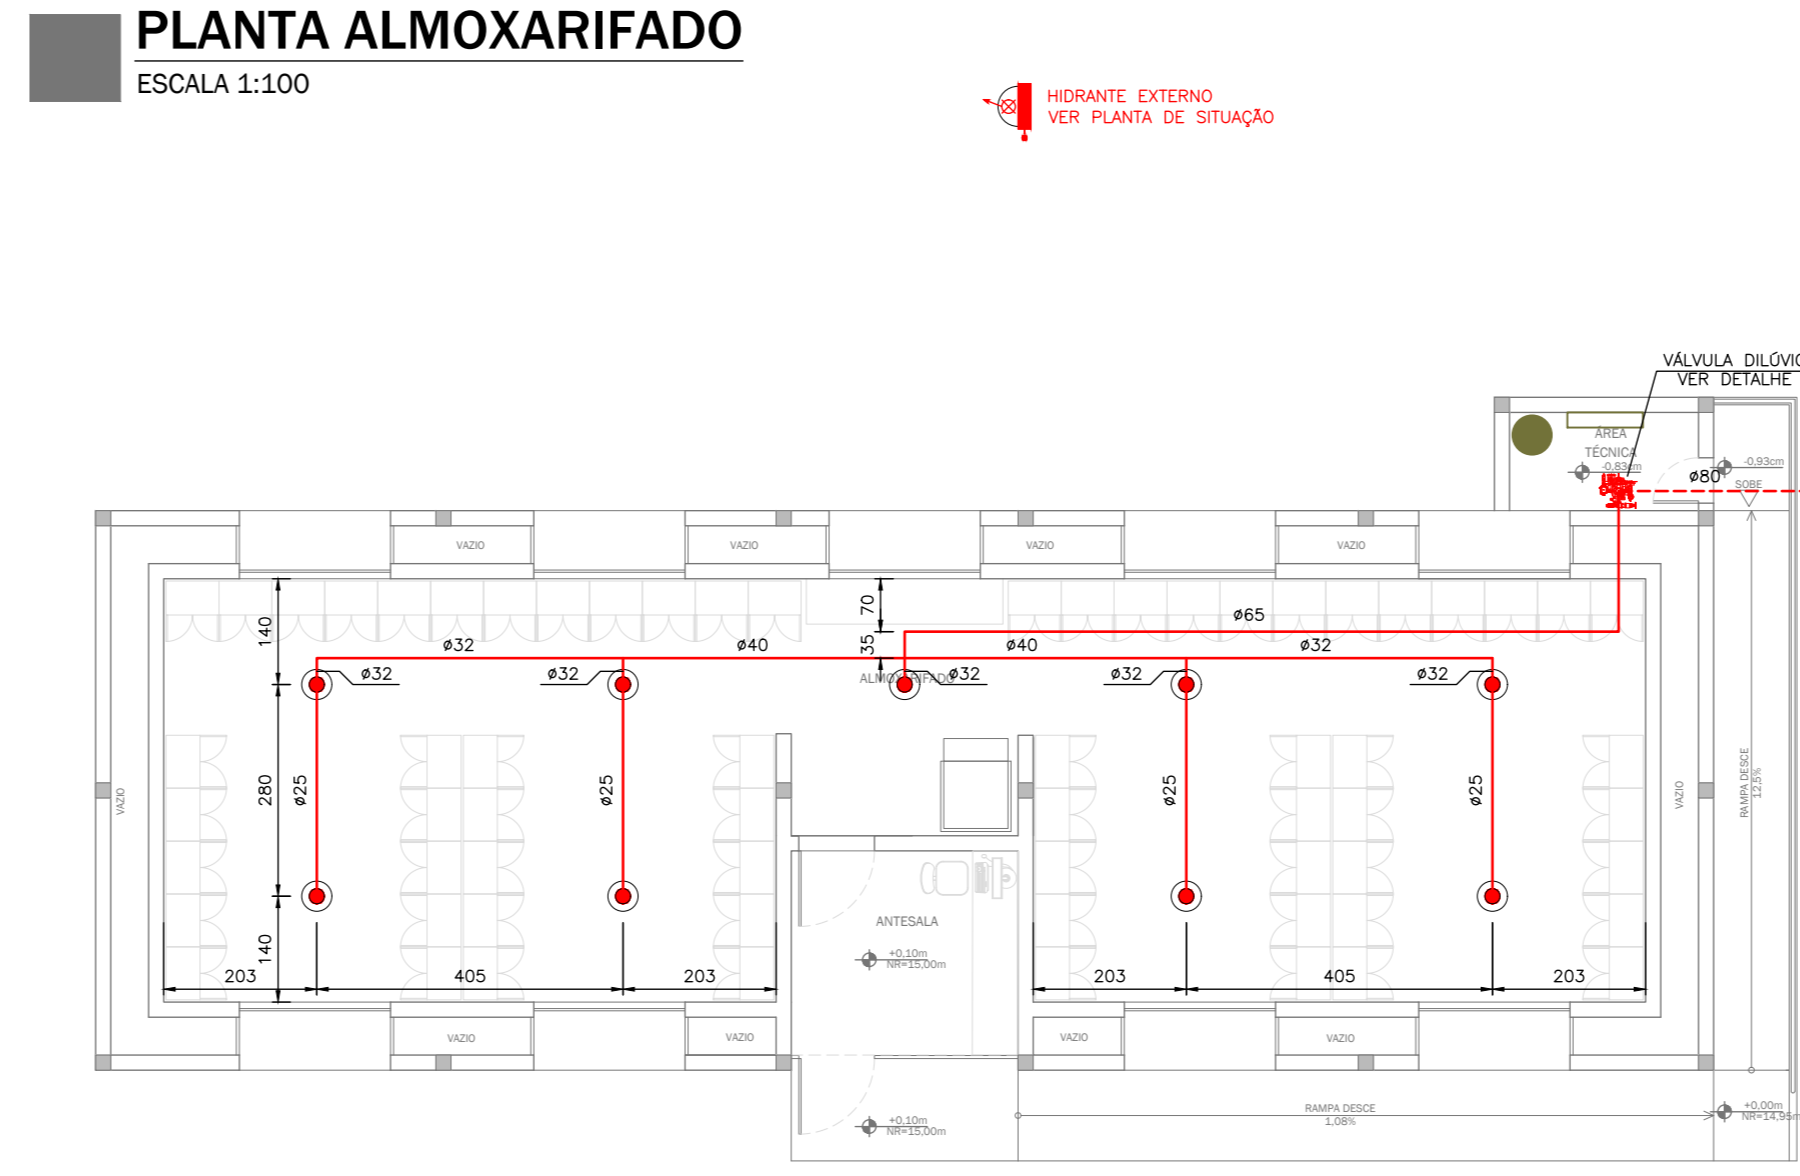 PLANTA ALMOXARIFADO
ESCALA 1:100
HIDRANTE EXTERNO
VER PLANTA DE SITUAÇÃO
VÁLVULA DILÚVIO
VER DETALHE
ÁREA
TÉCNICA
-0,83cm
-0,93cm
ø80
SOBE
VAZIO
VAZIO
VAZIO
VAZIO
140
70
35
ø65
ø32
ø40
ø40
ø32
ø32
ø32
ø32
ø32
ø32
ALMOXARIFADO
280
ø25
ø25
ø25
ø25
VAZIO
VAZIO
RAMPA DESCE
12,5%
140
ANTESALA
+0,10m
NR=15,00m
203
405
203
203
405
203
VAZIO
VAZIO
VAZIO
VAZIO
+0,10m
NR=15,00m
RAMPA DESCE
1,08%
+0,00m
NR=14,95m